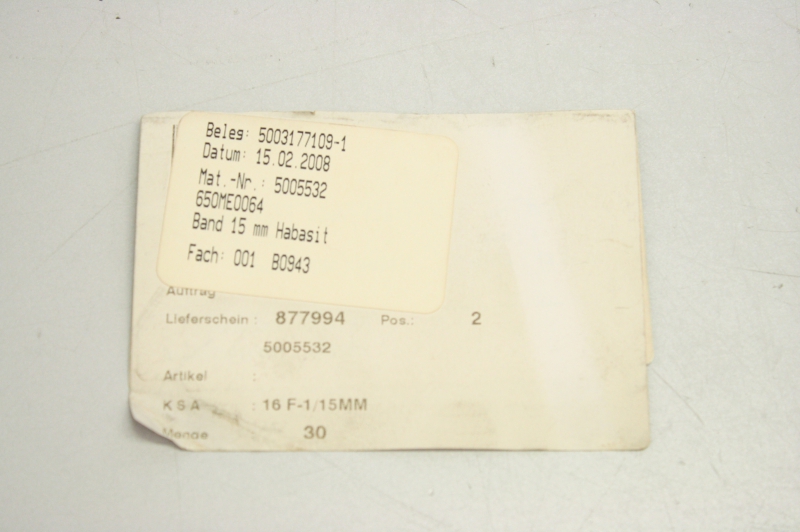 Beleg: 5003177109-1
Datum: 15.02.2008
Mat.-Nr.: 5005532
650ME0064
Band 15 mm Habasit
Fach: 001 B0943
Auftrag
Lieferschein : 877994 Pos.: 2
5005532
Artikel :
K S A : 16 F-1/15MM
Menge 30